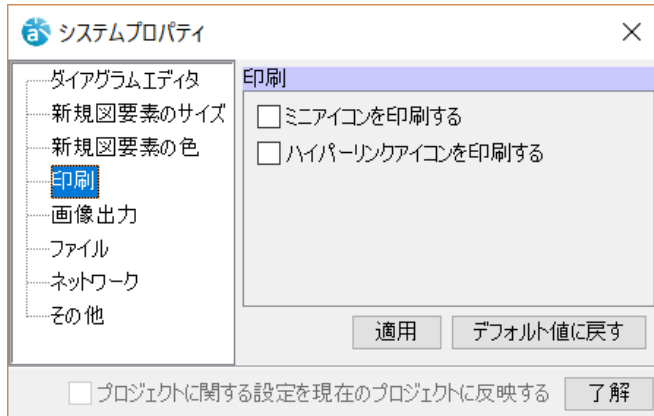 システムプロパティ
ダイアグラムエディタ
新規図要素のサイズ
新規図要素の色
印刷
画像出力
ファイル
ネットワーク
その他
印刷
ミニアイコンを印刷する
ハイパーリンクアイコンを印刷する
適用
デフォルト値に戻す
プロジェクトに関する設定を現在のプロジェクトに反映する
了解